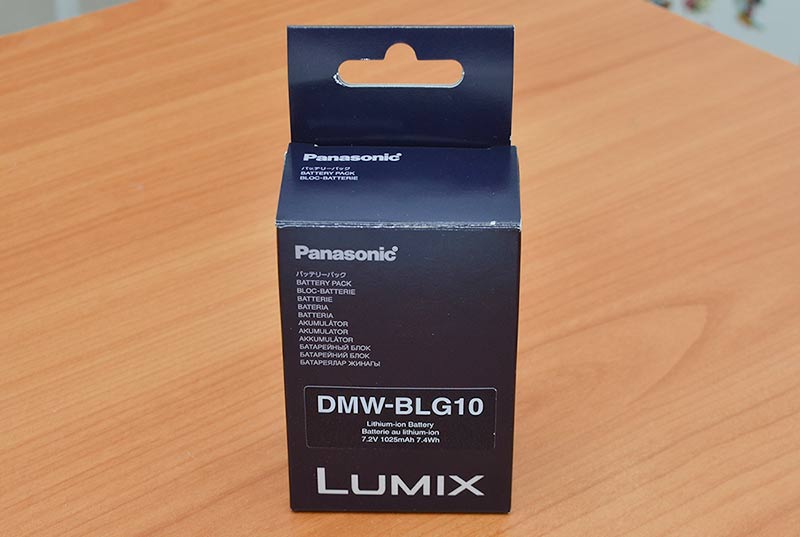 Panasonic
バッテリーパック
BATTERY PACK
BLOC-BATTERIE
Panasonic
バッテリーパック
BATTERY PACK
BLOC-BATTERIE
BATTERIE
BATERIA
BATTERIA
AKUMULÁTOR
AKUMULATOR
AKKUMULÁTOR
БАТАРЕЙНЫЙ БЛОК
БАТАРЕЙНИЙ БЛОК
БАТАРЕЯЛАР ЖИНАҒЫ
DMW-BLG10
Lithium-ion Battery
Batterie au lithium-ion
7.2V 1025mAh 7.4Wh
LUMIX